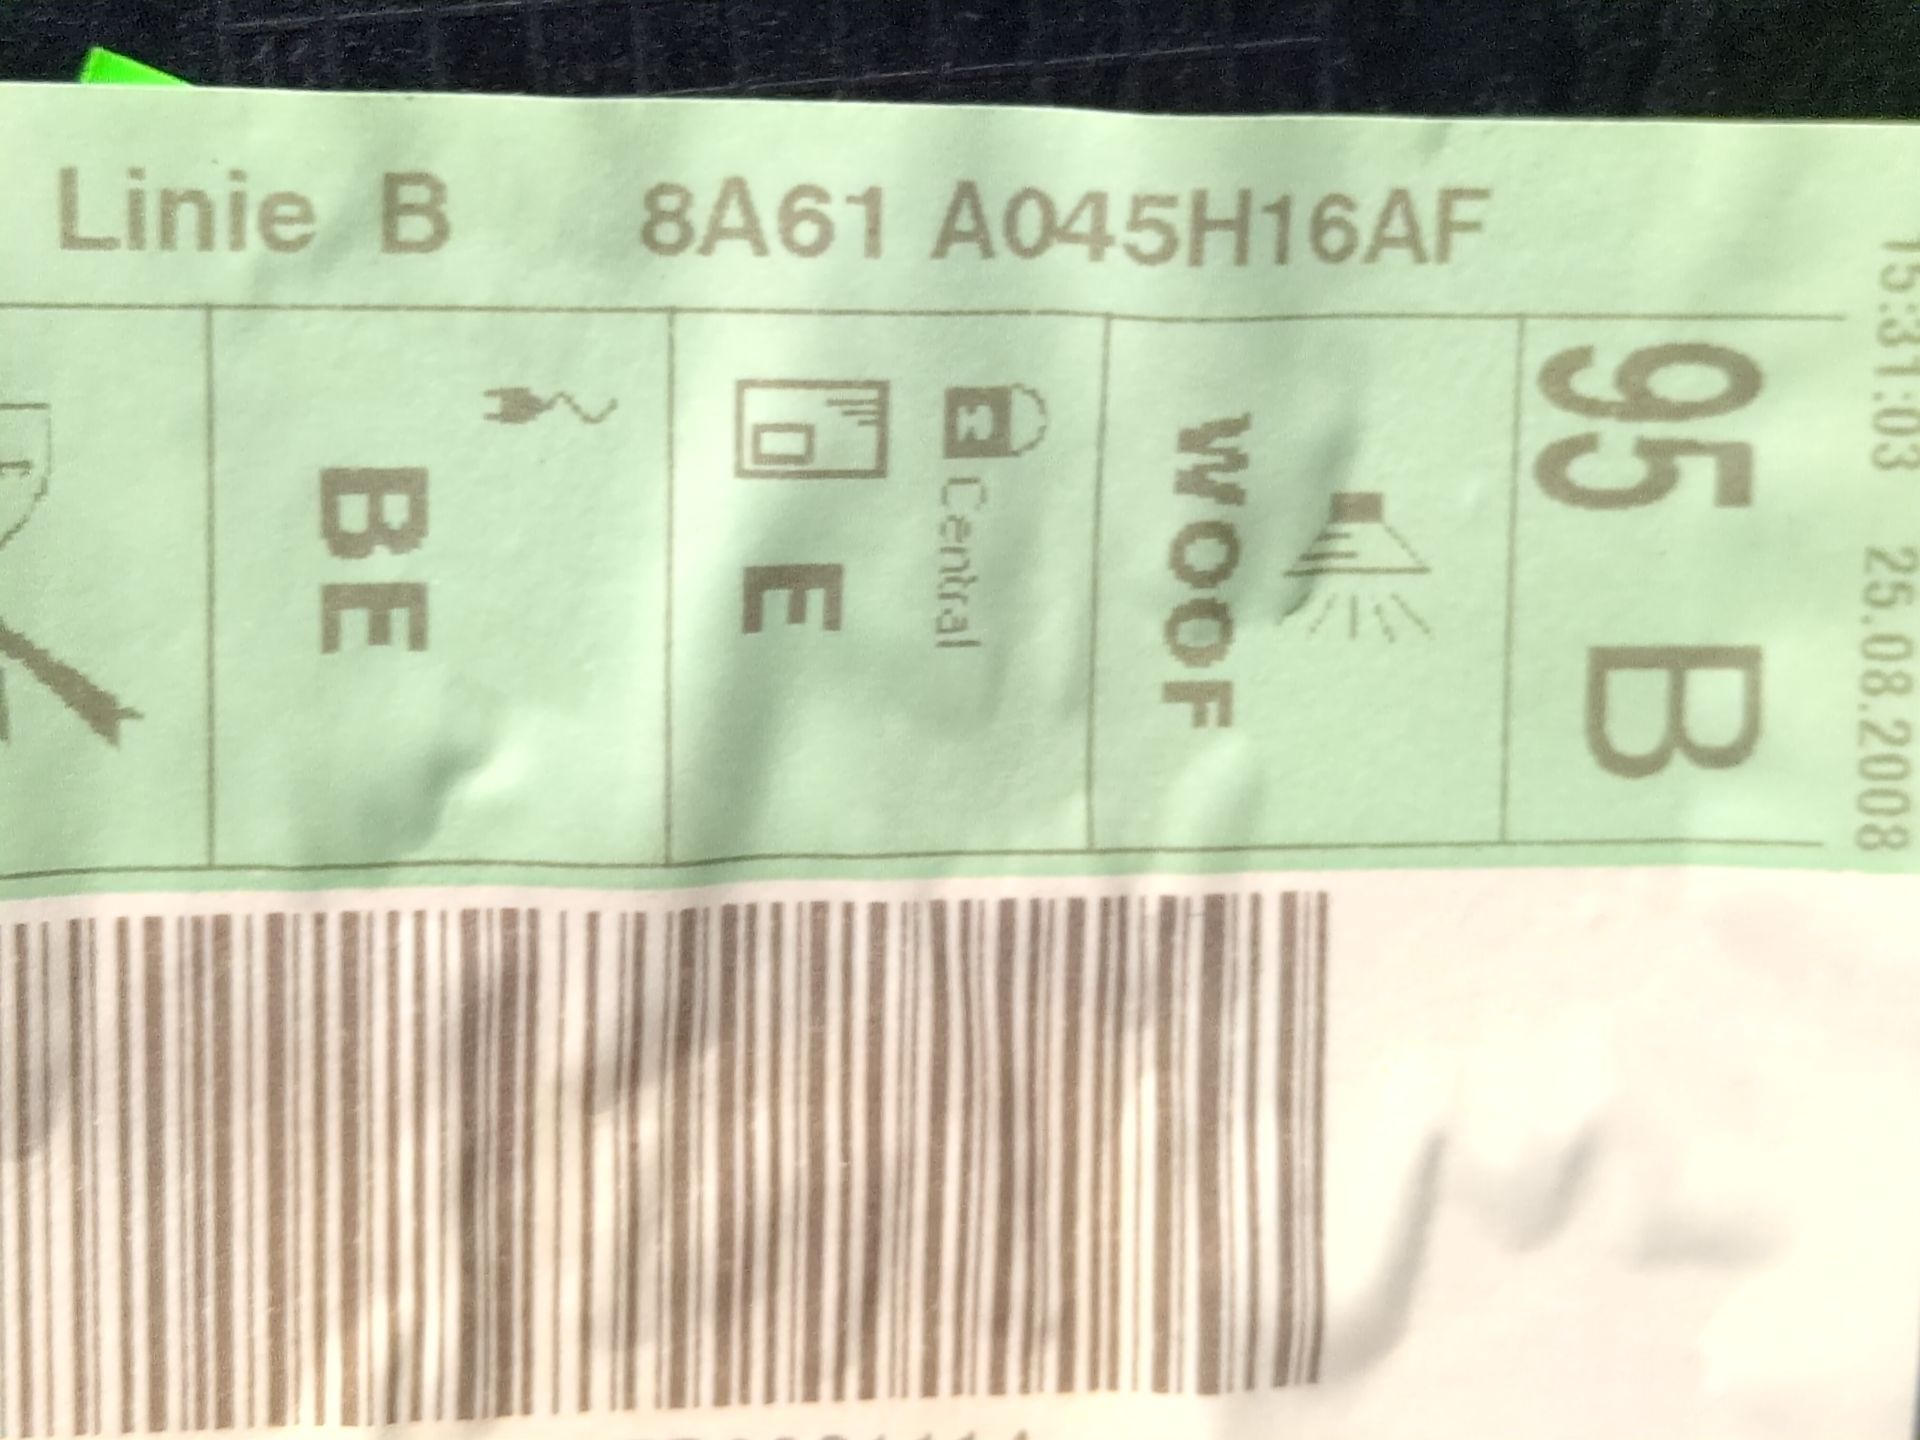 Linie B 8A61 A045H16AF
15:31:03 25.08.2008
95 B
WOOF
Central
E
BE